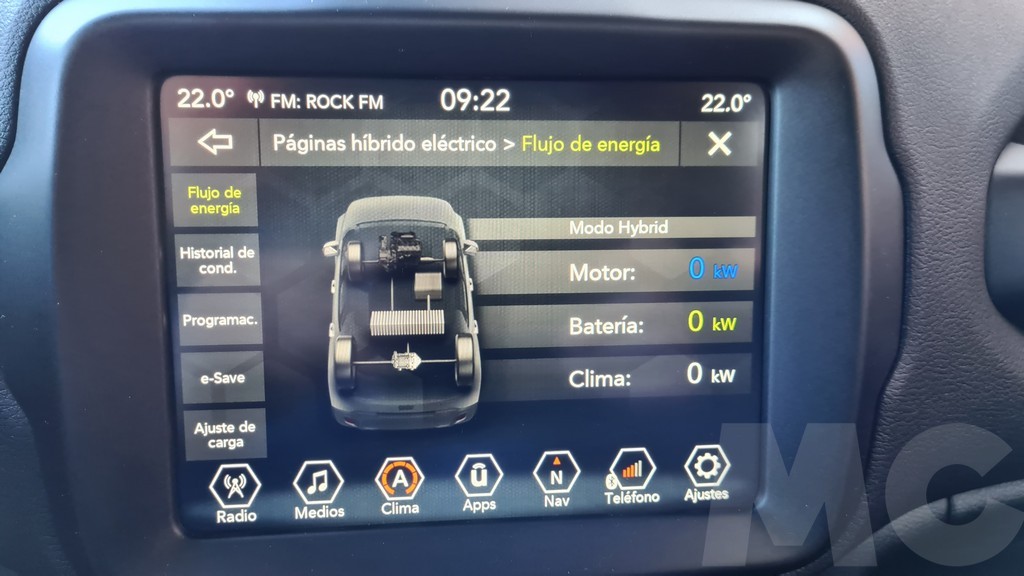 22.0° FM: ROCK FM 09:22 22.0°
Páginas híbrido eléctrico > Flujo de energía
Flujo de
energía
Historial de
cond.
Programac.
e-Save
Ajuste de
carga
Modo Hybrid
Motor: 0 kW
Batería: 0 kW
Clima: 0 kW
A
ū
N
Radio Medios Clima Apps Nav Teléfono Ajustes
MC